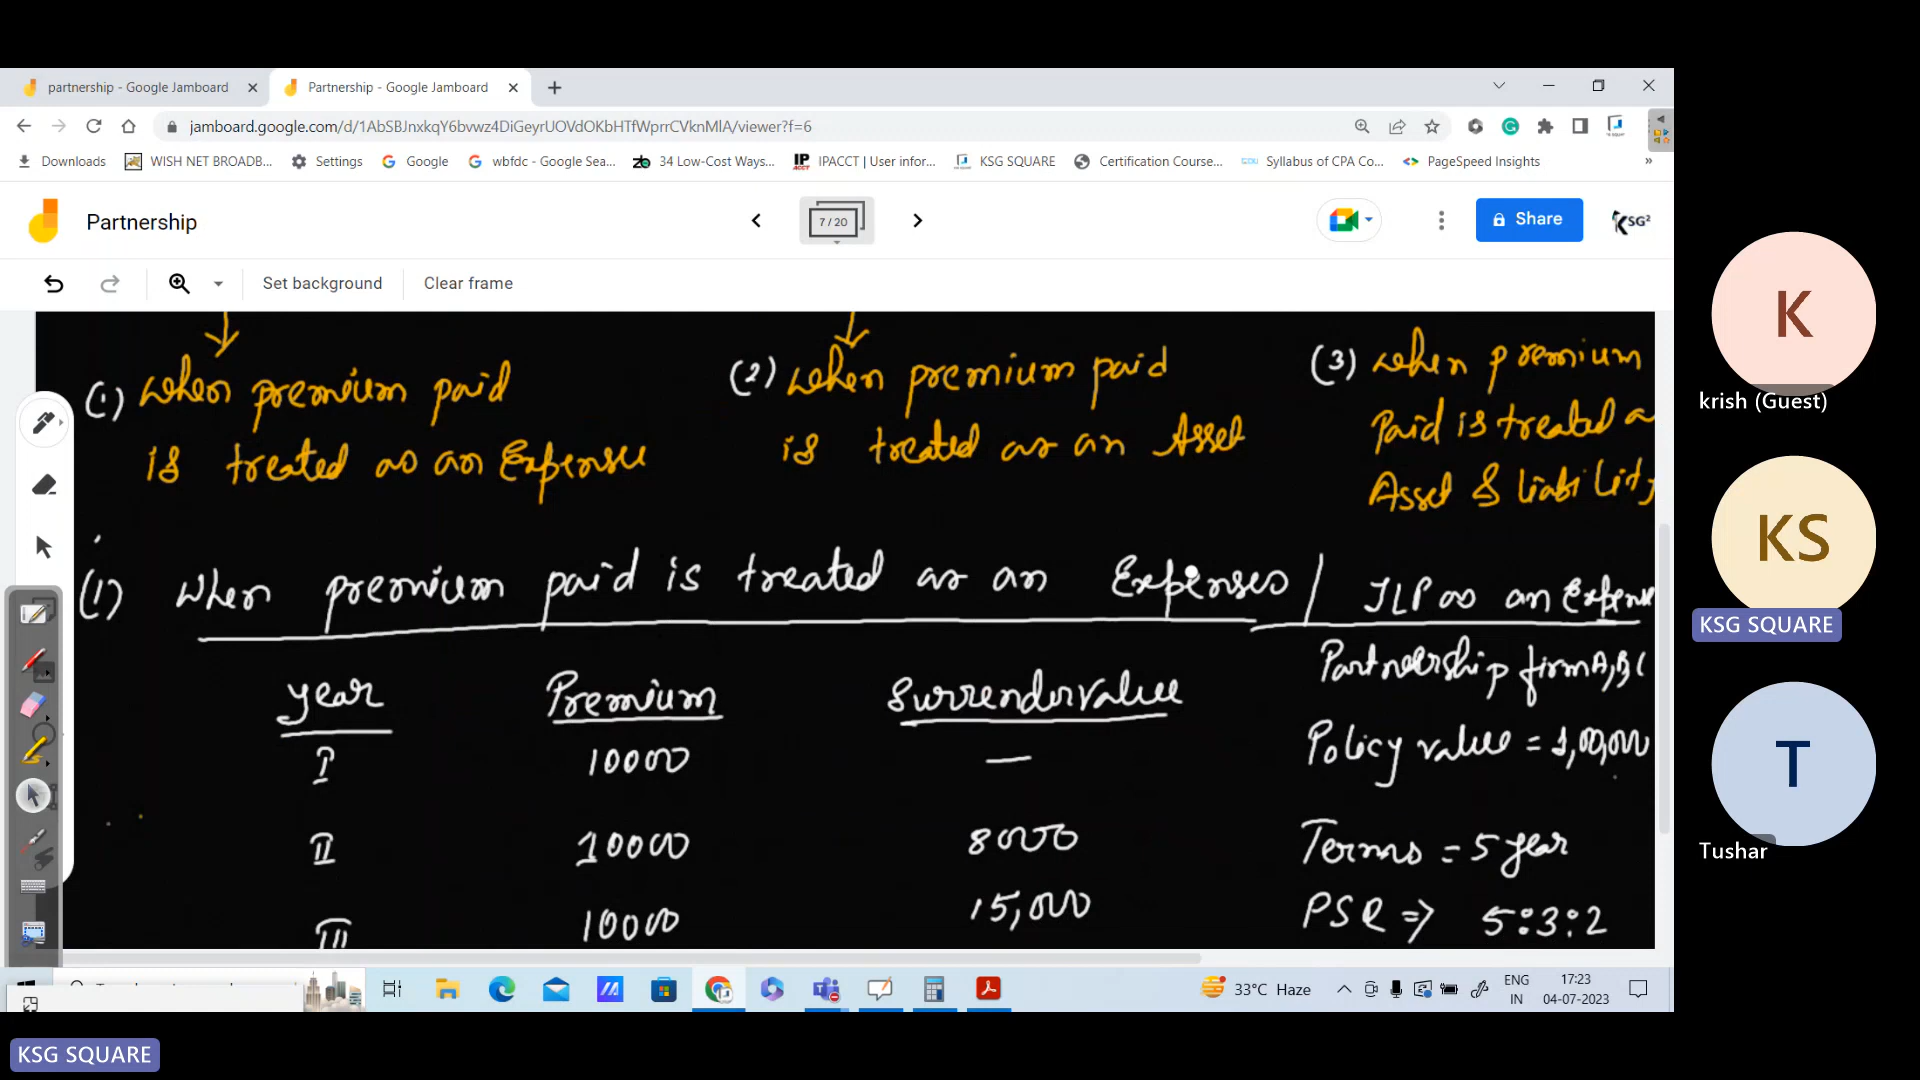 partnership - Google Jamboard
Partnership - Google Jamboard
jamboard.google.com/d/1AbSBJnxkqY6bvwz4DiGeyrUOVdOKbHTfWprrCVknMlA/viewer?f=6
Downloads
WISH NET BROADB...
Settings
Google
wbfdc - Google Sea...
34 Low-Cost Ways...
IPACCT | User infor...
KSG SQUARE
Certification Course...
Syllabus of CPA Co...
PageSpeed Insights
Partnership
7 / 20
Share
KSG²
Set background
Clear frame
(1) when premium paid
is treated as an Expense
(2) when premium paid
is treated as an Asset
(3) when premium
Paid is treated a
Asset & liability
(1) when premium paid is treated as an Expenses / JLP as an Expense
Partnership firm A, B C
year Premium Surrender value
Policy value = 1,00,000
I 10000 —
II 10000 8000
Terms = 5 year
III 10000 15,000
PSR => 5:3:2
33°C Haze
ENG
IN
17:23
04-07-2023
K
krish (Guest)
KS
KSG SQUARE
T
Tushar
KSG SQUARE